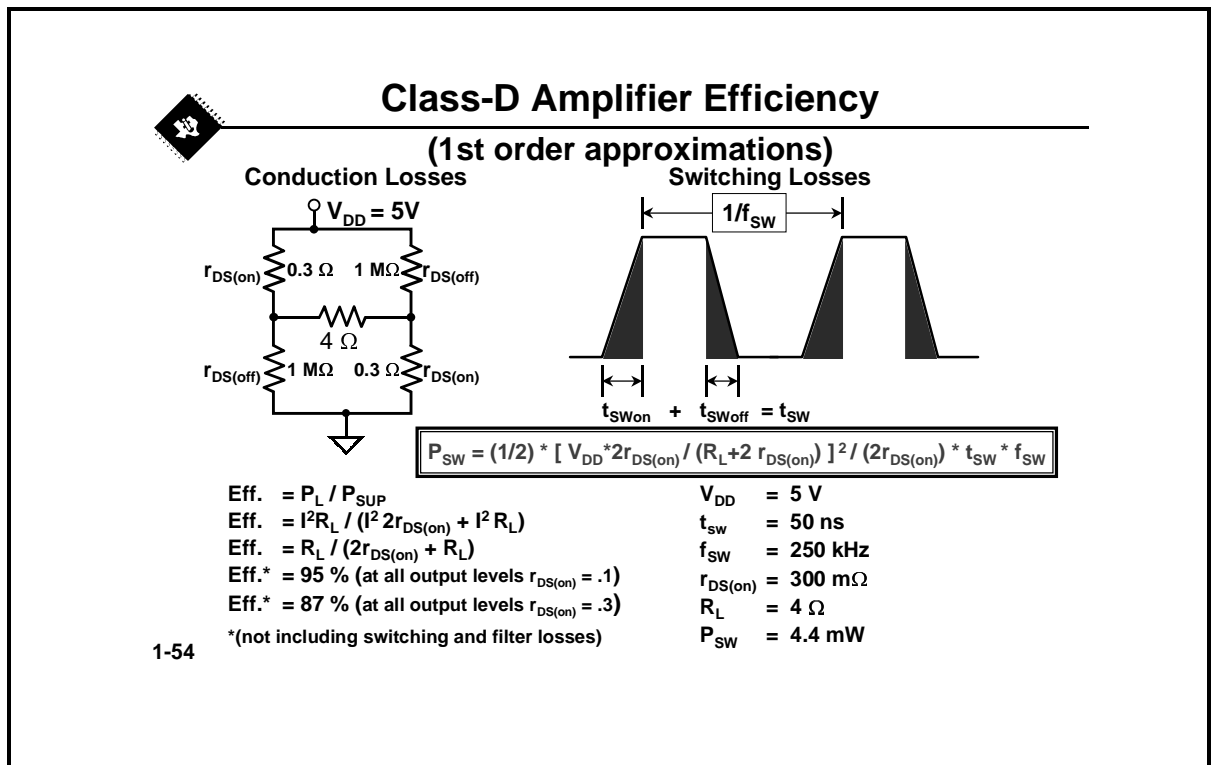 Class-D Amplifier Efficiency
(1st order approximations)
Conduction Losses
V_DD = 5V
r_DS(on) 0.3 Ω 1 MΩ r_DS(off)
4 Ω
r_DS(off) 1 MΩ 0.3 Ω r_DS(on)
Switching Losses
1/f_SW
t_SWon + t_SWoff = t_SW
P_SW = (1/2) * [ V_DD*2r_DS(on) / (R_L+2 r_DS(on)) ]² / (2r_DS(on)) * t_SW * f_SW
Eff. = P_L / P_SUP
Eff. = I²R_L / (I² 2r_DS(on) + I² R_L)
Eff. = R_L / (2r_DS(on) + R_L)
Eff.* = 95 % (at all output levels r_DS(on) = .1)
Eff.* = 87 % (at all output levels r_DS(on) = .3)
*(not including switching and filter losses)
V_DD = 5 V
t_sw = 50 ns
f_SW = 250 kHz
r_DS(on) = 300 mΩ
R_L = 4 Ω
P_SW = 4.4 mW
1-54